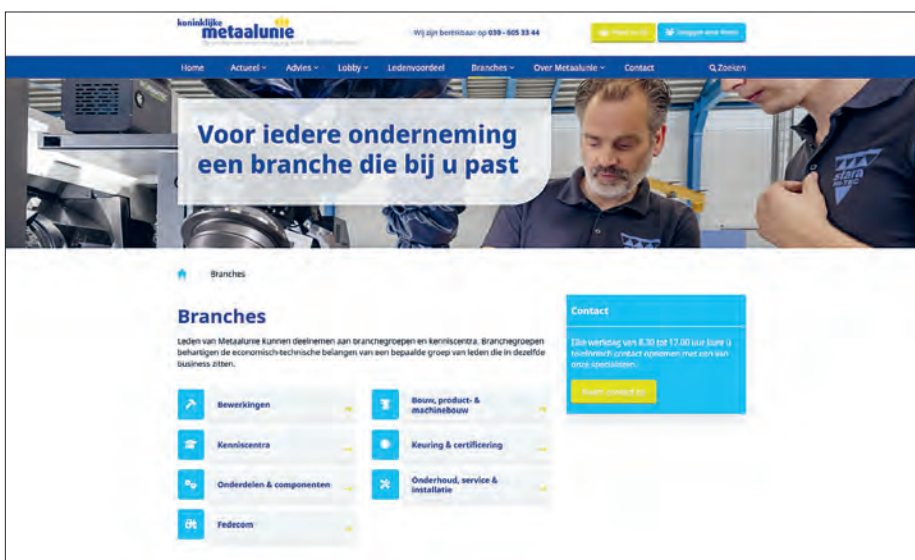 koninklijke
metaalunie
Wij zijn bereikbaar op 030 - 605 33 44
Home Actueel Advies Lobby Ledenvoordeel Branches Over Metaalunie Contact Zoeken
Voor iedere onderneming
een branche die bij u past
stara
Branches
Branches
Leden van Metaalunie kunnen deelnemen aan branchegroepen en kenniscentra. Branchegroepen
behartigen de economisch-technische belangen van een bepaalde groep van leden die in dezelfde
business zitten.
Contact
Elke werkdag van 8.30 tot 17.00 uur kunt u
telefonisch contact opnemen met een van
onze specialisten.
Neem contact op
Bewerkingen
Bouw, product- &
machinebouw
Kenniscentra
Keuring & certificering
Onderdelen & componenten
Onderhoud, service &
installatie
Fedecom